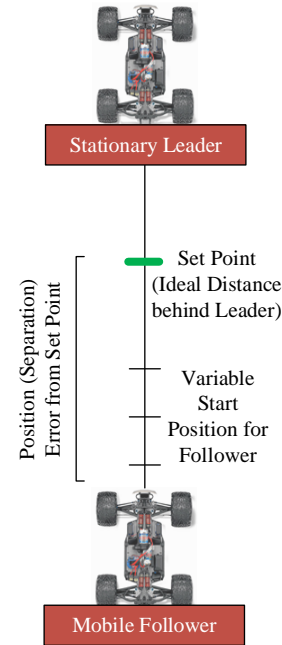 Stationary Leader
Set Point
(Ideal Distance
behind Leader)
Position (Separation)
Error from Set Point
Variable
Start
Position for
Follower
Mobile Follower